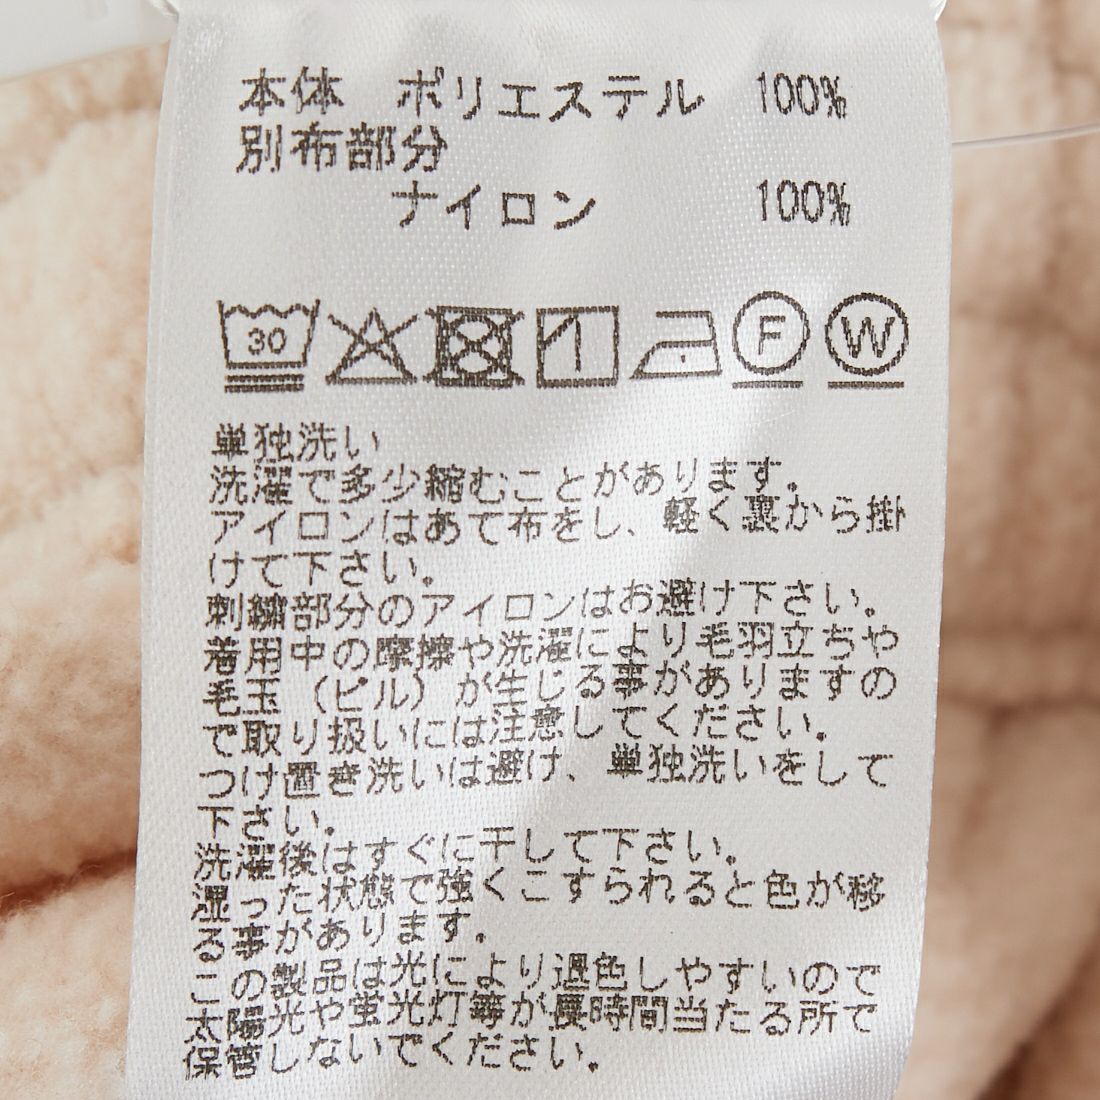 本体　ポリエステル　100%
別布部分
ナイロン　100%
30 F W
単独洗い
洗濯で多少縮むことがあります。
アイロンはあて布をし、軽く裏から掛
けて下さい。
刺繍部分のアイロンはお避け下さい。
着用中の摩擦や洗濯により毛羽立ちや
毛玉（ピル）が生じる事がありますの
で取り扱いには注意してください。
つけ置き洗いは避け、単独洗いをして
下さい。
洗濯後はすぐに干して下さい。
湿った状態で強くこすられると色が移
る事があります。
この製品は光により退色しやすいので
太陽光や蛍光灯等が長時間当たる所で
保管しないでください。